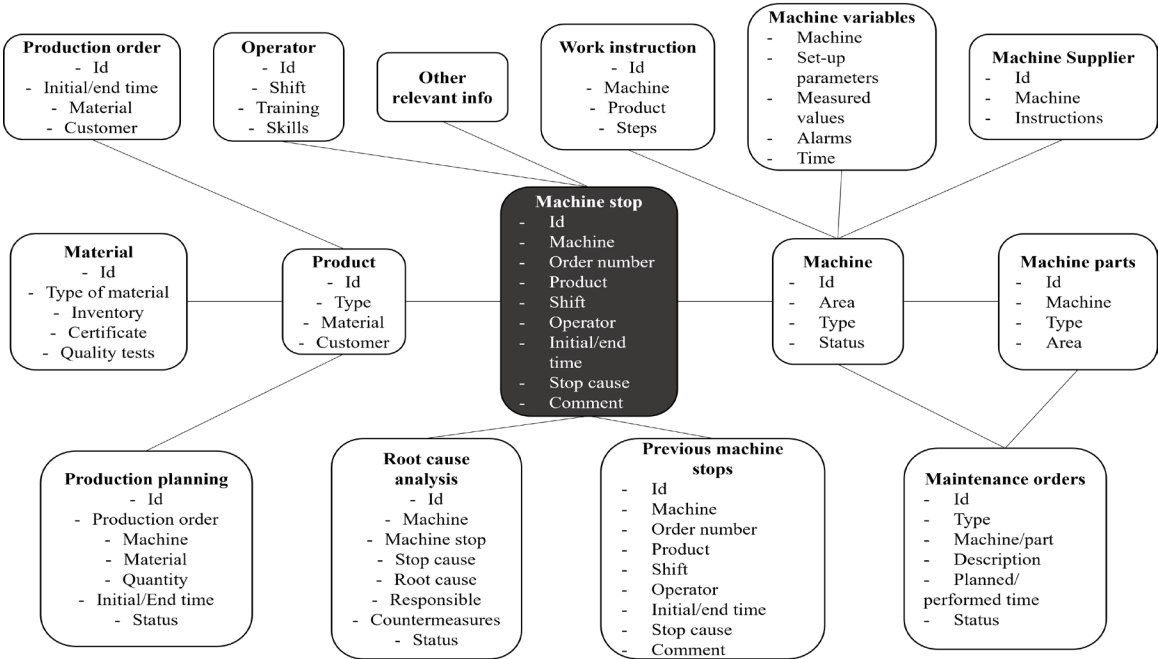 Production order
- Id
- Initial/end time
- Material
- Customer
Operator
- Id
- Shift
- Training
- Skills
Other
relevant info
Work instruction
- Id
- Machine
- Product
- Steps
Machine variables
- Machine
- Set-up
parameters
- Measured
values
- Alarms
- Time
Machine Supplier
- Id
- Machine
- Instructions
Material
- Id
- Type of material
- Inventory
- Certificate
- Quality tests
Product
- Id
- Type
- Material
- Customer
Machine stop
- Id
- Machine
- Order number
- Product
- Shift
- Operator
- Initial/end
time
- Stop cause
- Comment
Machine
- Id
- Area
- Type
- Status
Machine parts
- Id
- Machine
- Type
- Area
Production planning
- Id
- Production order
- Machine
- Material
- Quantity
- Initial/End time
- Status
Root cause
analysis
- Id
- Machine
- Machine stop
- Stop cause
- Root cause
- Responsible
- Countermeasures
- Status
Previous machine
stops
- Id
- Machine
- Order number
- Product
- Shift
- Operator
- Initial/end time
- Stop cause
- Comment
Maintenance orders
- Id
- Type
- Machine/part
- Description
- Planned/
performed time
- Status